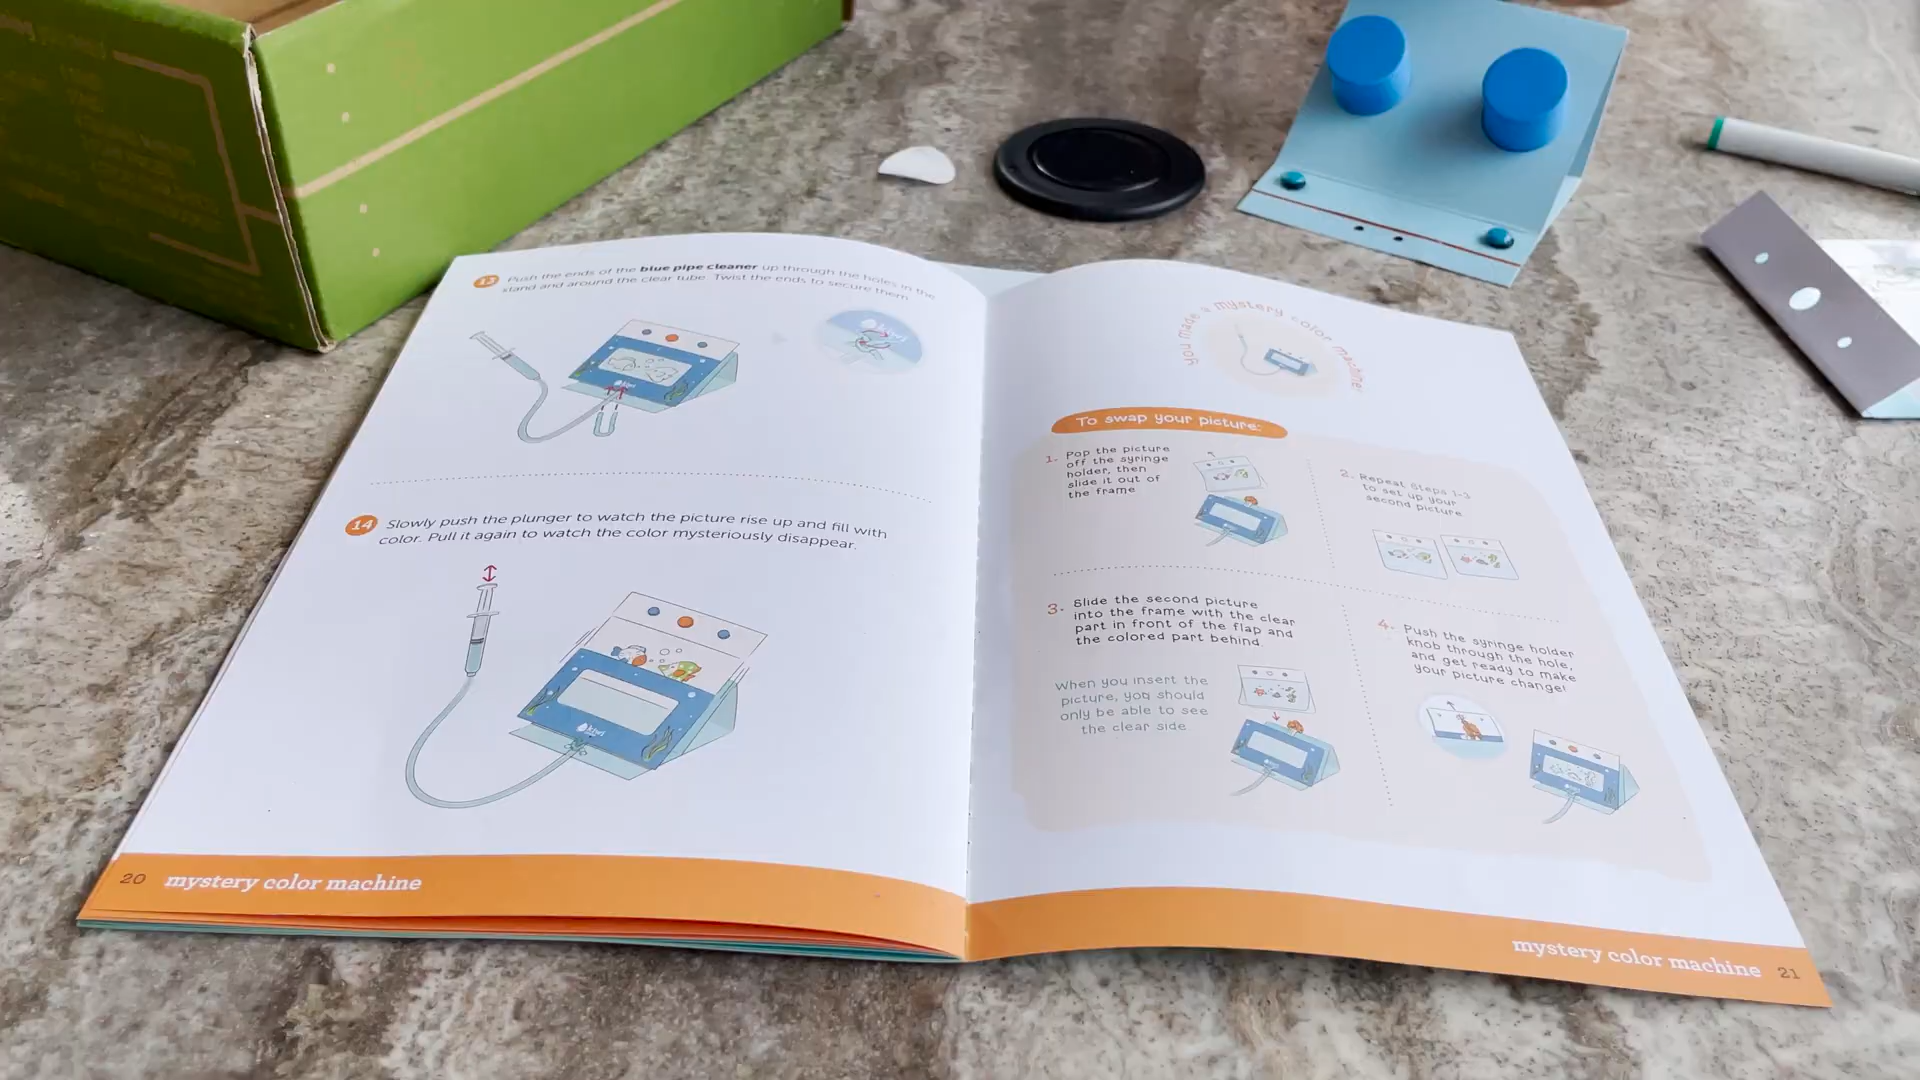 13 Push the ends of the blue pipe cleaner up through the holes in the
stand and around the clear tube. Twist the ends to secure them.
kiwi
14 Slowly push the plunger to watch the picture rise up and fill with
color. Pull it again to watch the color mysteriously disappear.
kiwi
20 mystery color machine
you made a mystery color machine!
To swap your picture:
1. Pop the picture
off the syringe
holder, then
slide it out of
the frame
2. Repeat Steps 1-3
to set up your
second picture
3. Slide the second picture
into the frame with the clear
part in front of the flap and
the colored part behind
When you insert the
picture, you should
only be able to see
the clear side
4. Push the syringe holder
knob through the hole,
and get ready to make
your picture change!
mystery color machine 21